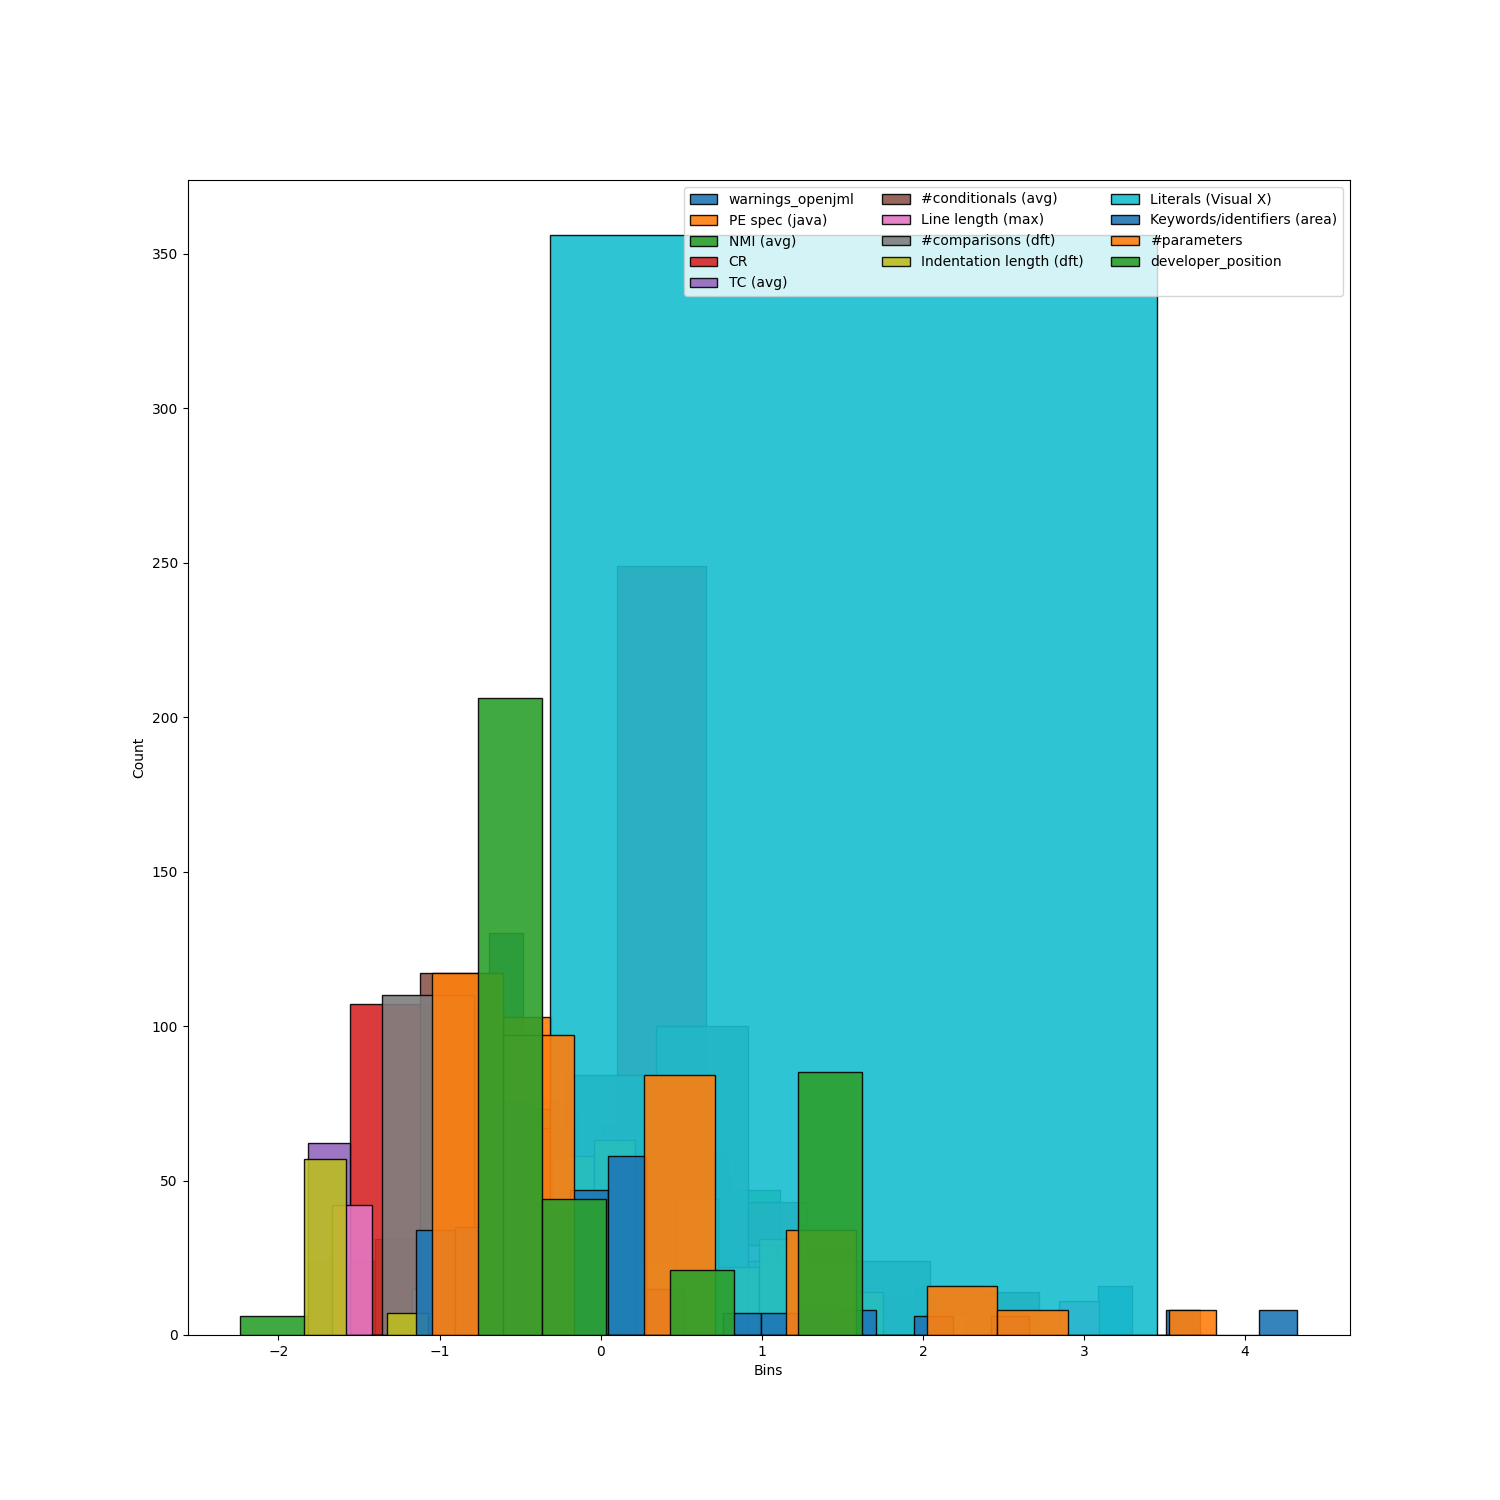 warnings_openjml
PE spec (java)
NMI (avg)
CR
TC (avg)
#conditionals (avg)
Line length (max)
#comparisons (dft)
Indentation length (dft)
Literals (Visual X)
Keywords/identifiers (area)
#parameters
developer_position
350
300
250
200
150
100
50
0
Count
−2
−1
0
1
2
3
4
Bins